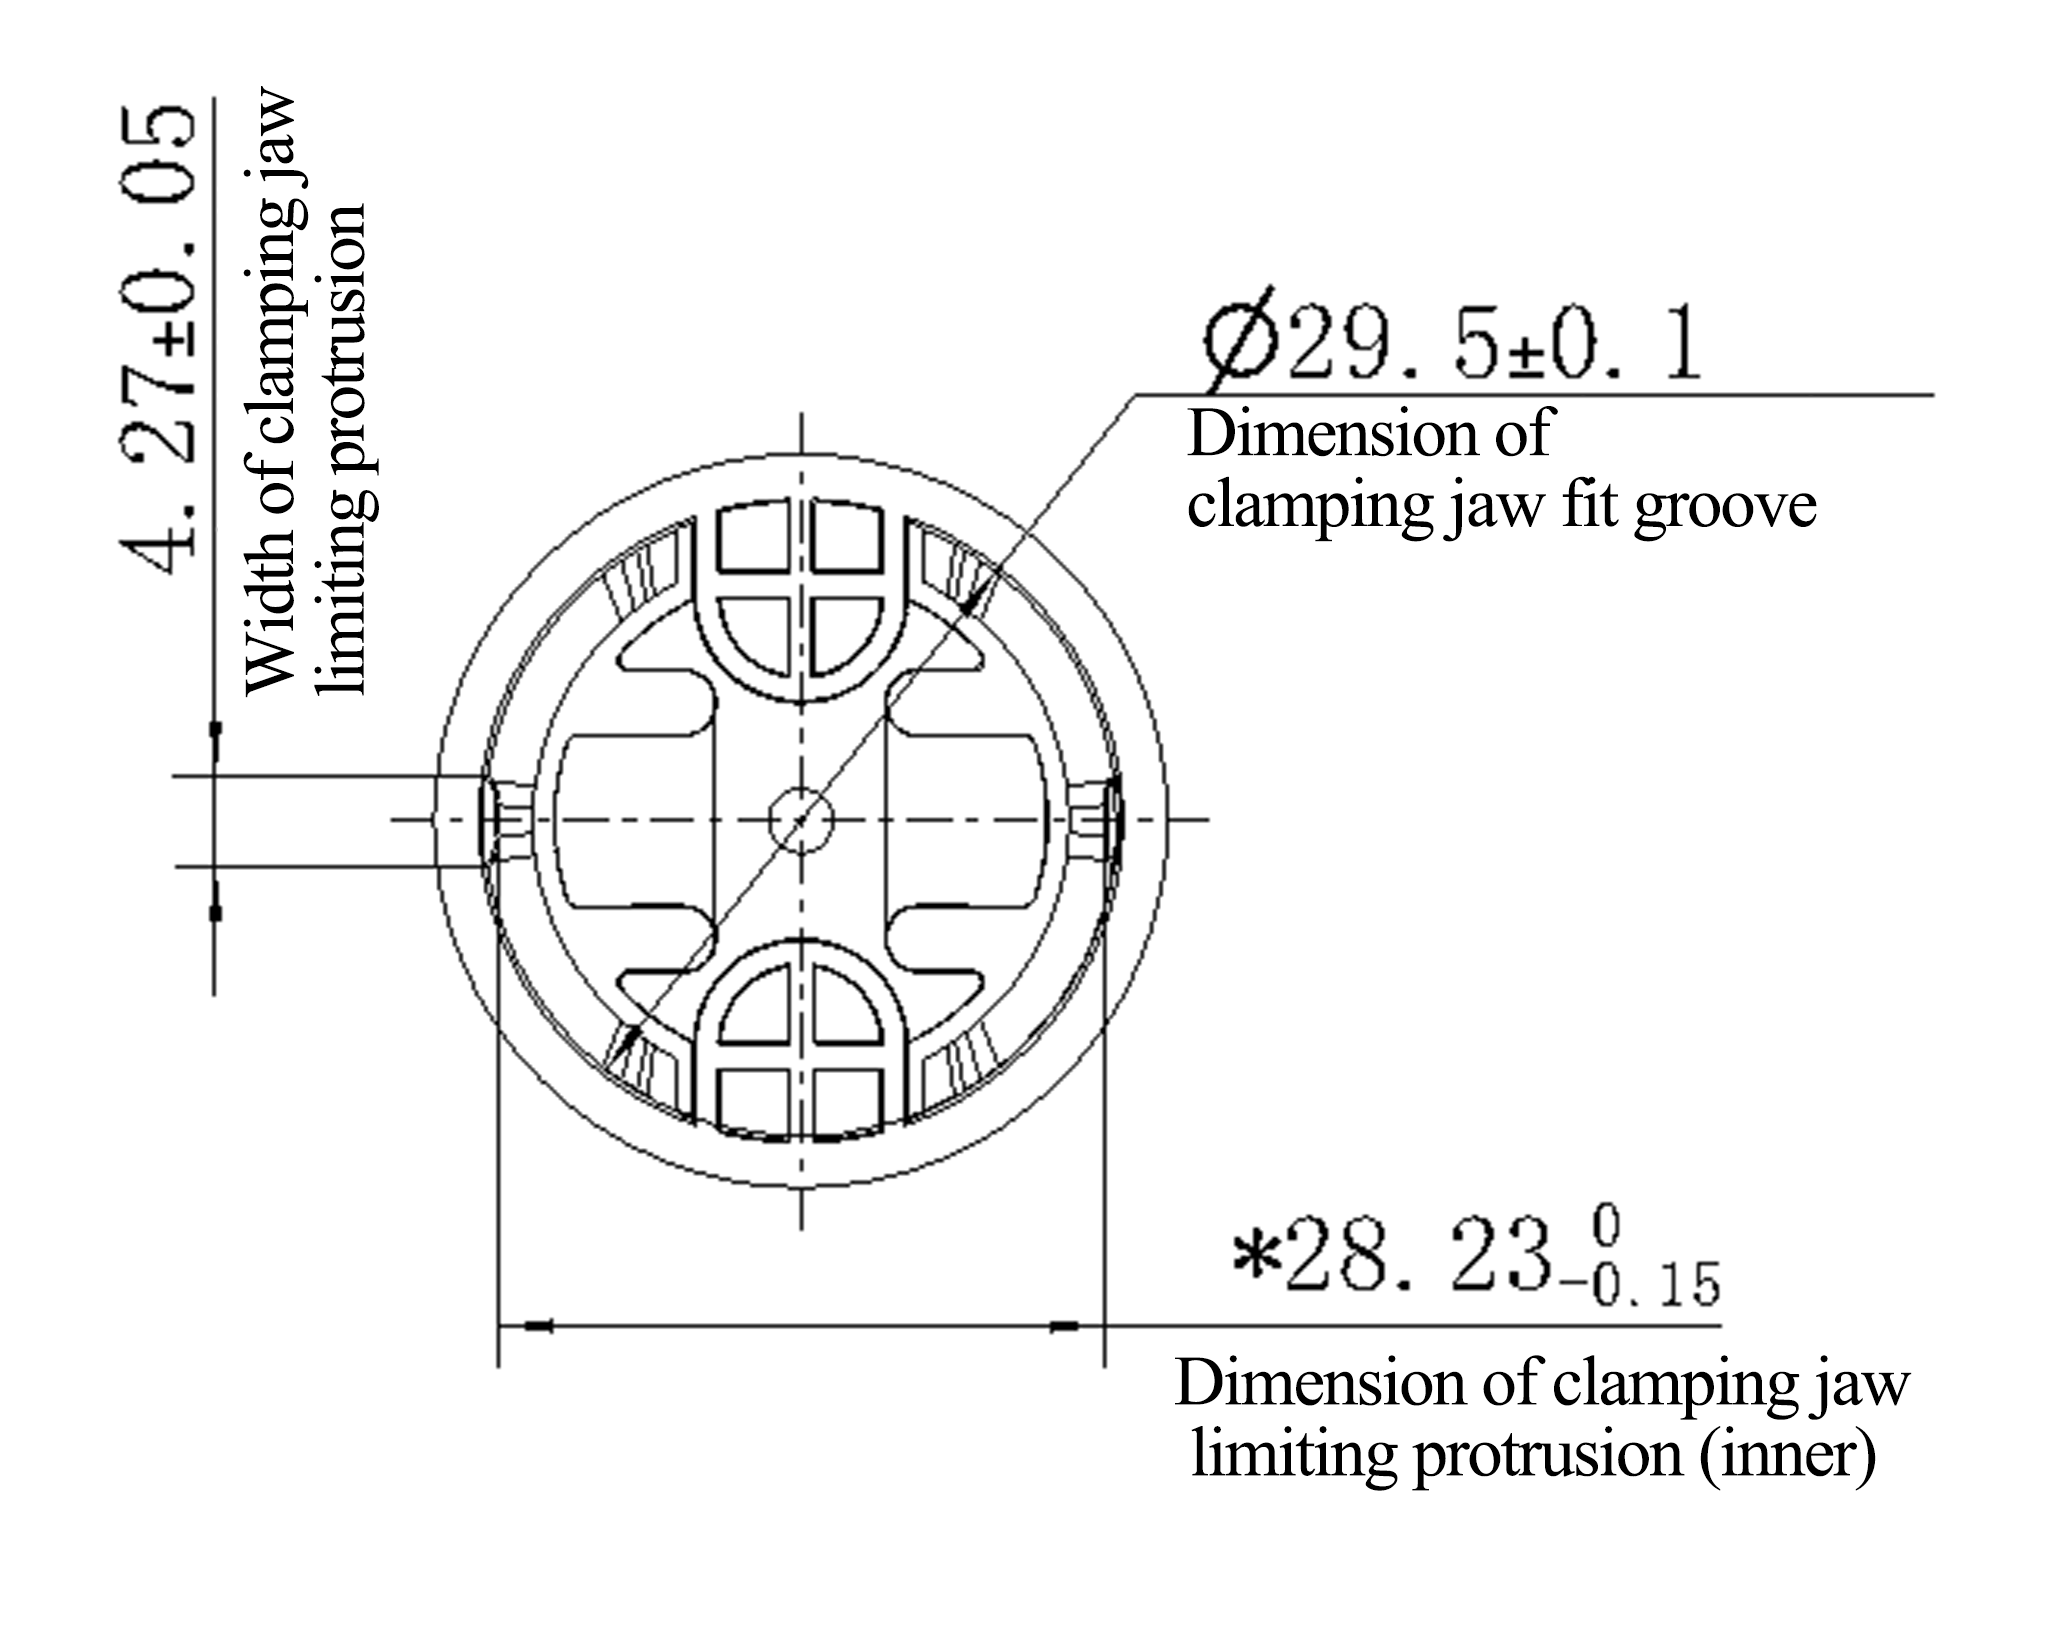 4.27±0.05
Width of clamping jaw
limiting protrusion
Ø29.5±0.1
Dimension of
clamping jaw fit groove
*28.23 0
-0.15
Dimension of clamping jaw
limiting protrusion (inner)